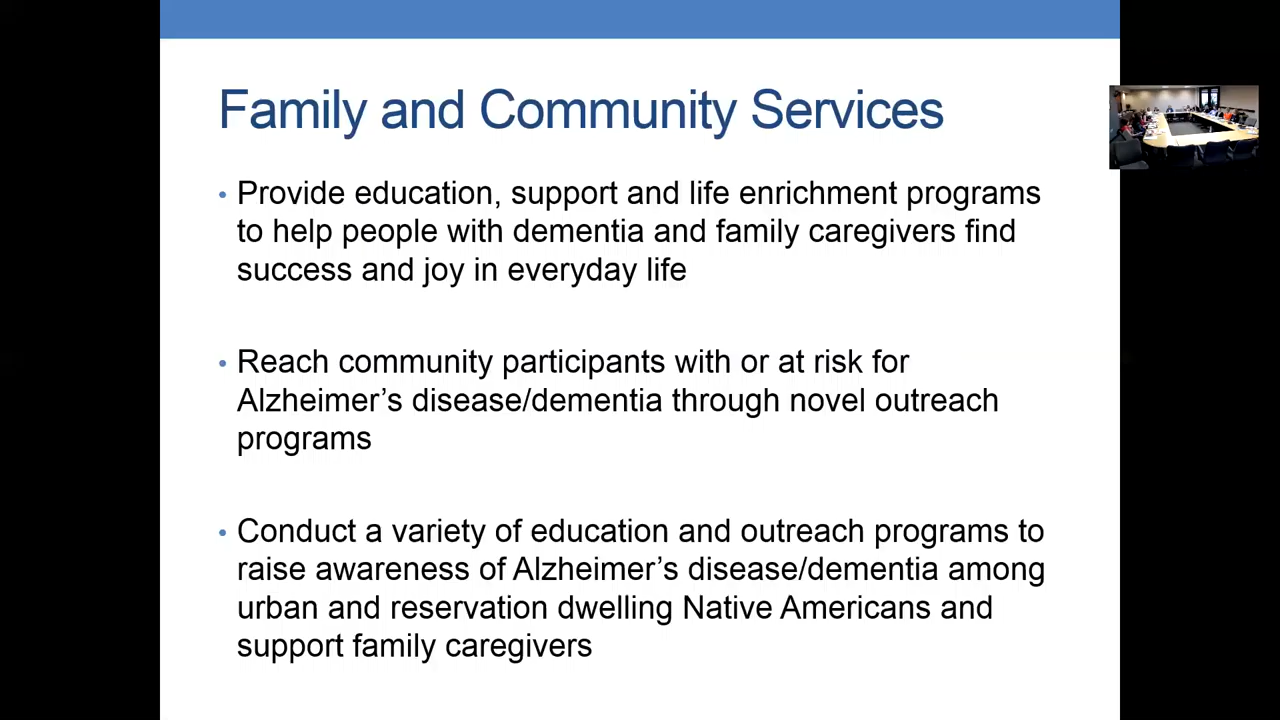 Family and Community Services
• Provide education, support and life enrichment programs
to help people with dementia and family caregivers find
success and joy in everyday life
• Reach community participants with or at risk for
Alzheimer’s disease/dementia through novel outreach
programs
• Conduct a variety of education and outreach programs to
raise awareness of Alzheimer’s disease/dementia among
urban and reservation dwelling Native Americans and
support family caregivers